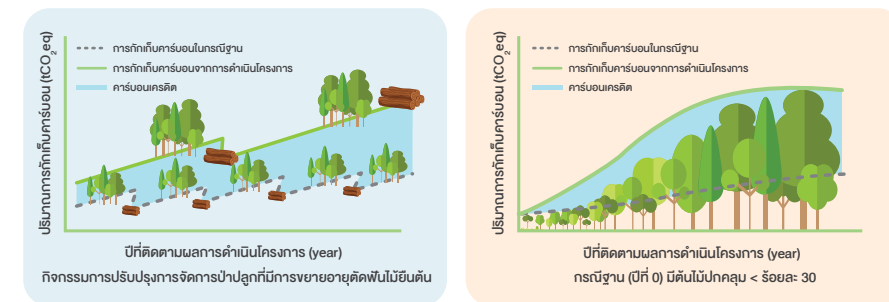 ปริมาณการกักเก็บคาร์บอน (tCO₂eq)
การกักเก็บคาร์บอนในกรณีฐาน
การกักเก็บคาร์บอนจากการดำเนินโครงการ
คาร์บอนเครดิต
ปีที่ติดตามผลการดำเนินโครงการ (year)
กิจกรรมการปรับปรุงการจัดการป่าปลูกที่มีการขยายอายุตัดฟันไม้ยืนต้น
ปริมาณการกักเก็บคาร์บอน (tCO₂eq)
การกักเก็บคาร์บอนในกรณีฐาน
การกักเก็บคาร์บอนจากการดำเนินโครงการ
คาร์บอนเครดิต
ปีที่ติดตามผลการดำเนินโครงการ (year)
กรณีฐาน (ปีที่ 0) มีต้นไม้ปกคลุม < ร้อยละ 30